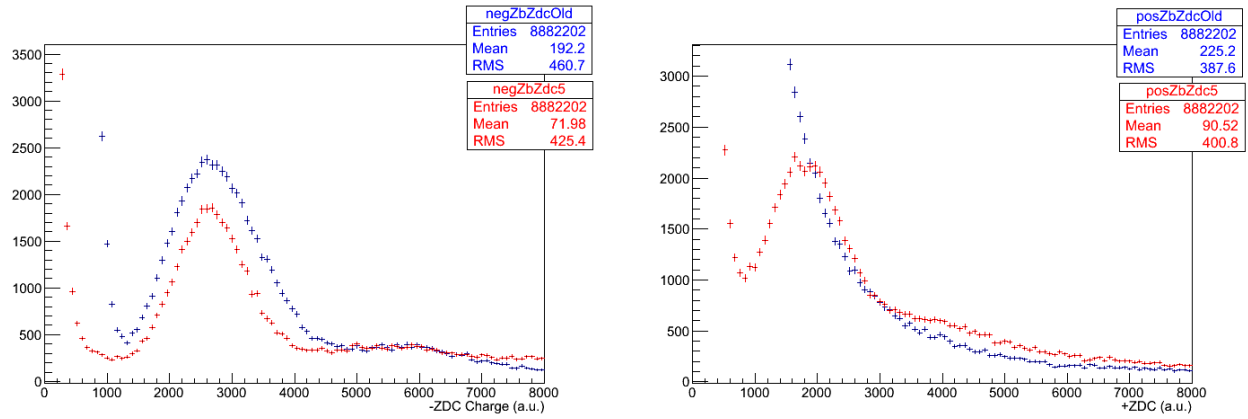 negZbZdcOld
Entries 8882202
Mean 192.2
RMS 460.7
negZbZdc5
Entries 8882202
Mean 71.98
RMS 425.4
3500
3000
2500
2000
1500
1000
500
0
0 1000 2000 3000 4000 5000 6000 7000 8000
-ZDC Charge (a.u.)
posZbZdcOld
Entries 8882202
Mean 225.2
RMS 387.6
posZbZdc5
Entries 8882202
Mean 90.52
RMS 400.8
3000
2500
2000
1500
1000
500
0
0 1000 2000 3000 4000 5000 6000 7000 8000
+ZDC (a.u.)